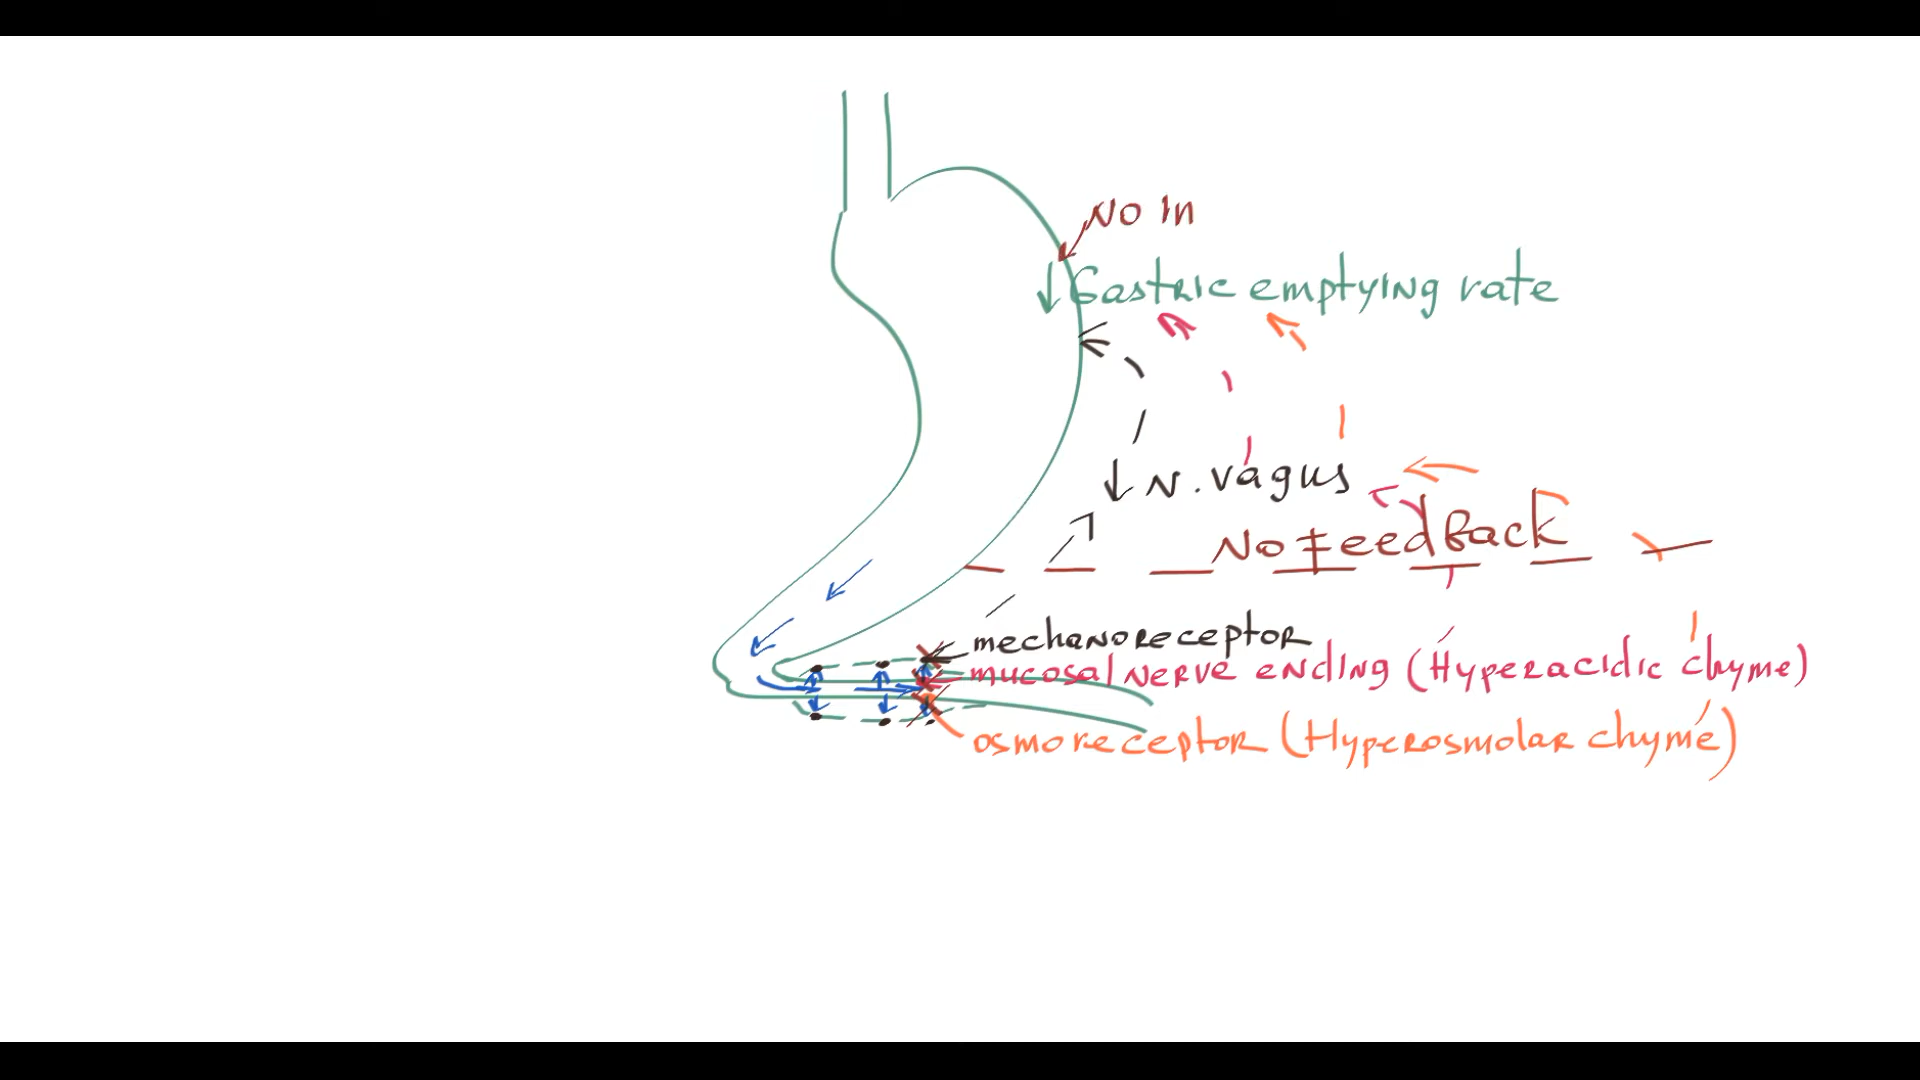 No In
↓ Gastric emptying rate
↓ N. vagus
No Feedback
mechanoreceptor
mucosal nerve ending (Hyperacidic chyme)
osmoreceptor (Hyperosmolar chyme)